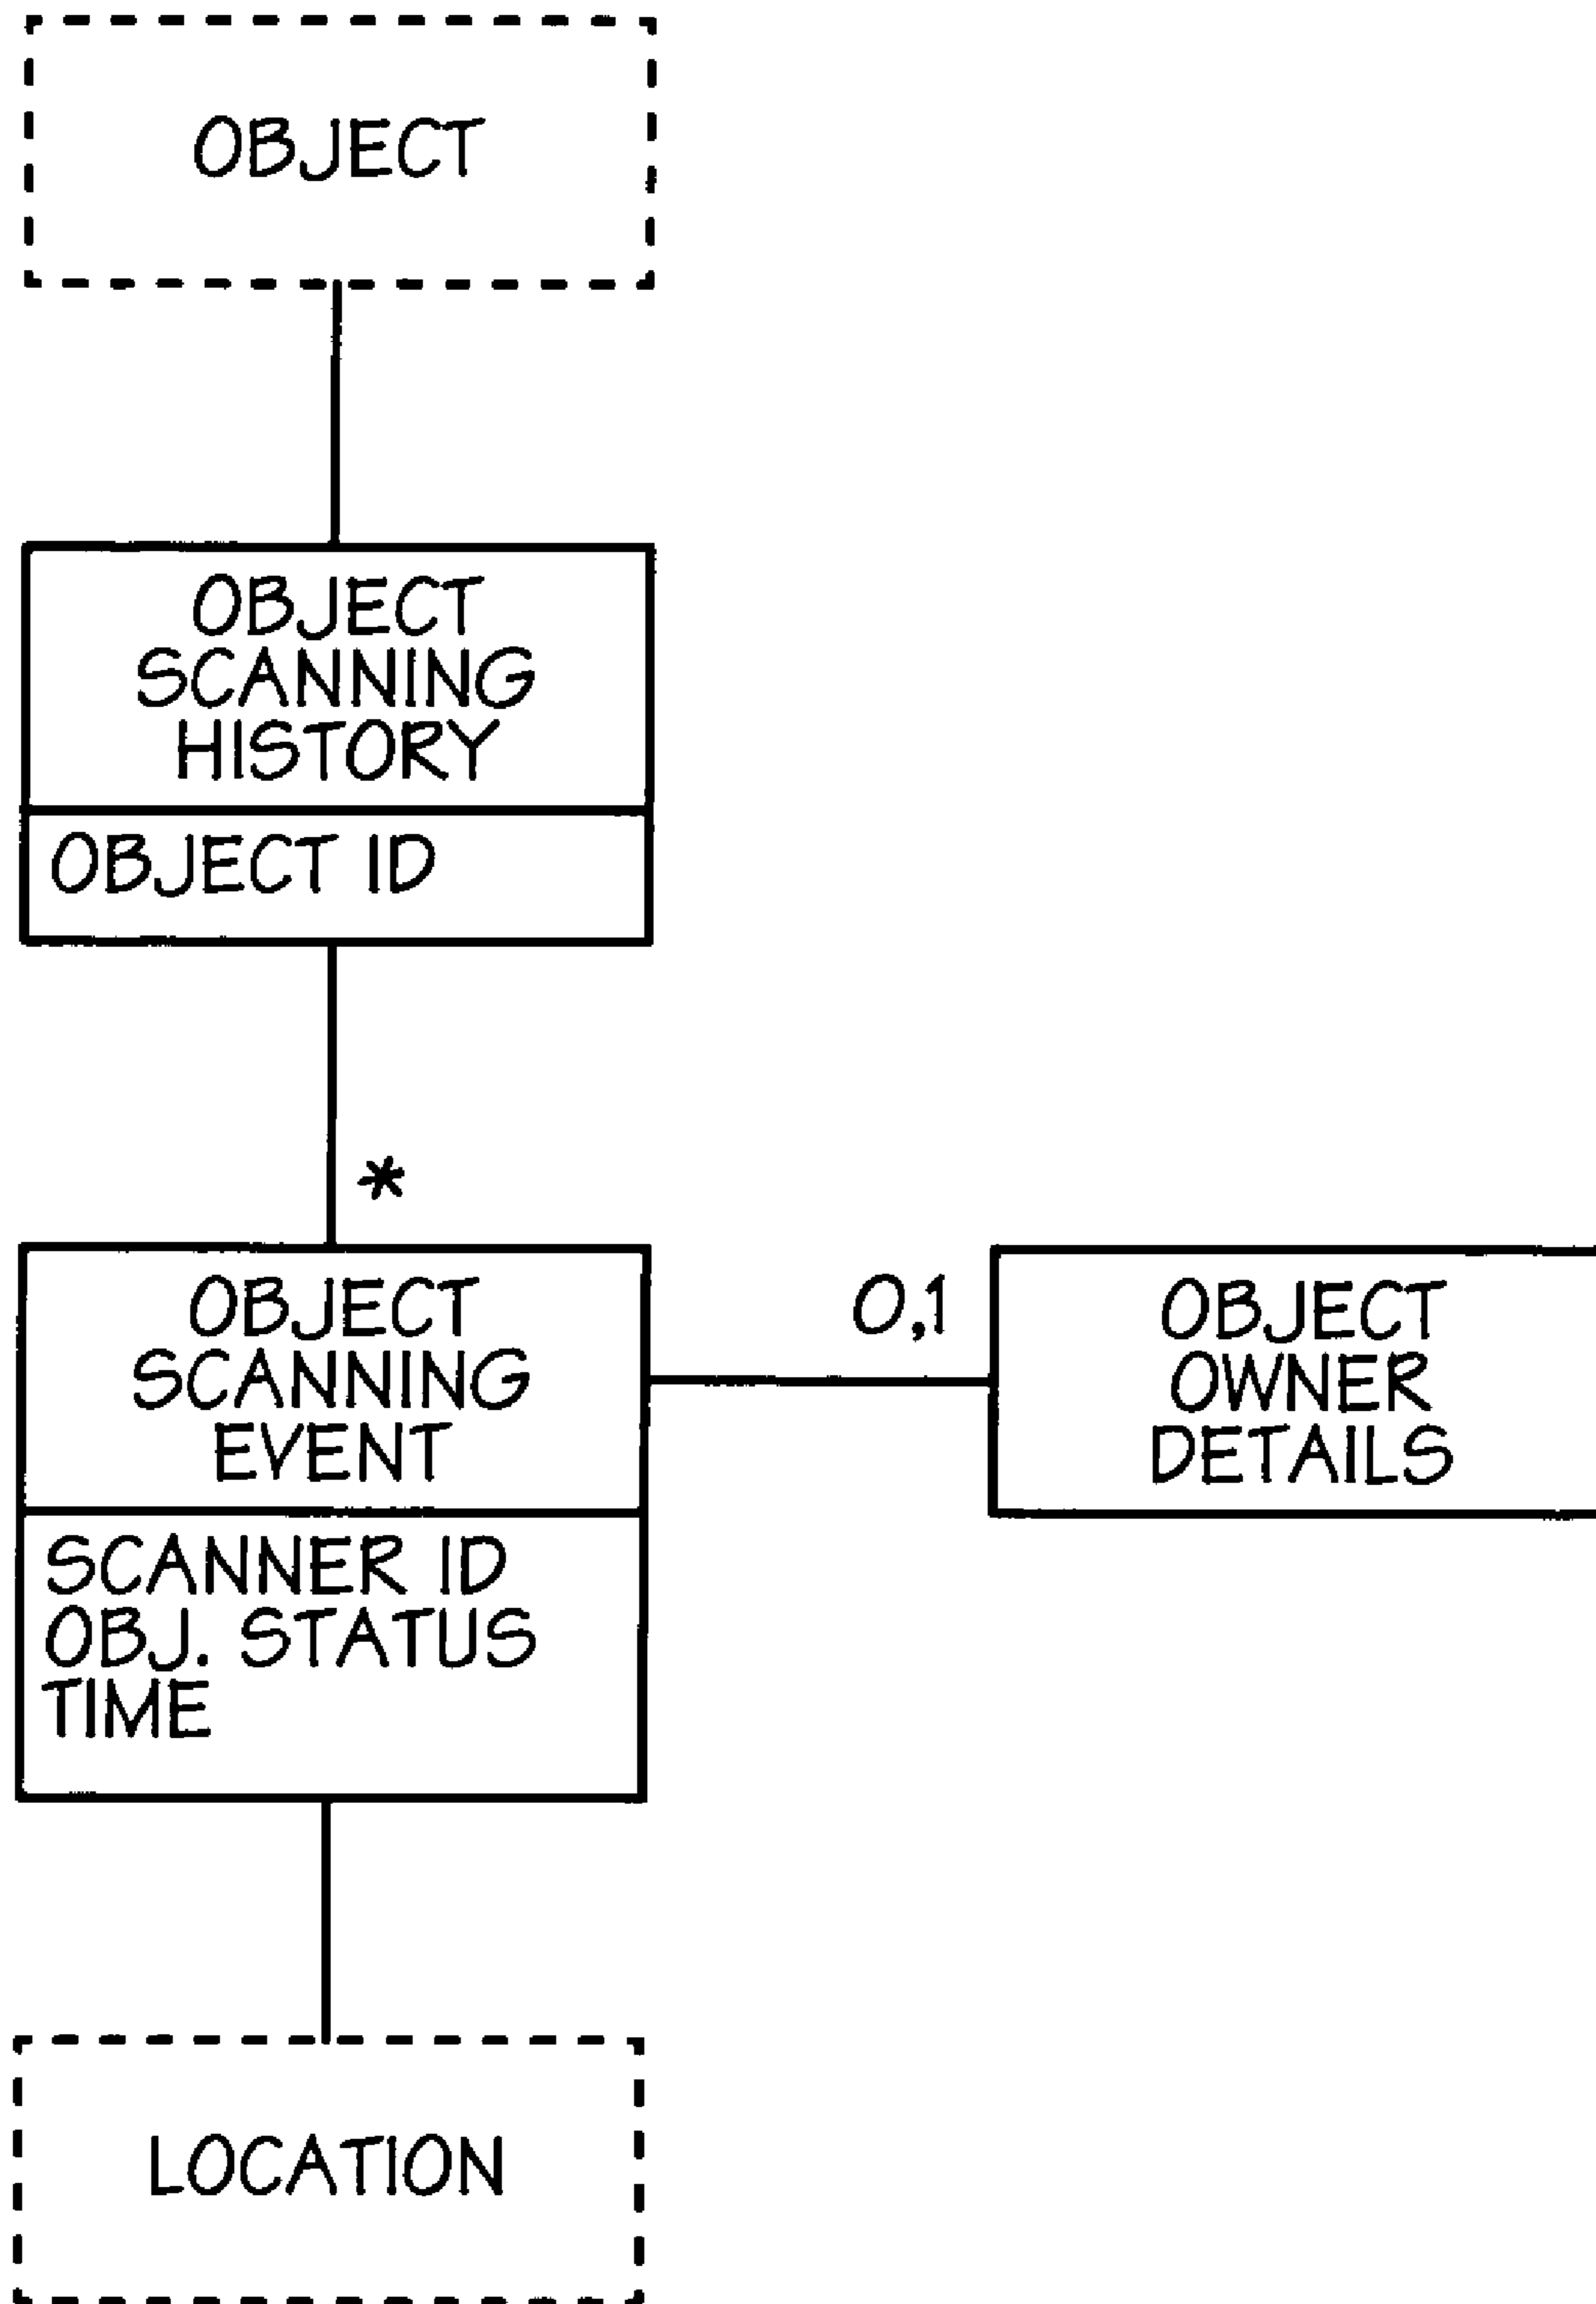 OBJECT
OBJECT
SCANNING
HISTORY
OBJECT ID
*
OBJECT
SCANNING
EVENT
0,1
OBJECT
OWNER
DETAILS
SCANNER ID
OBJ. STATUS
TIME
LOCATION